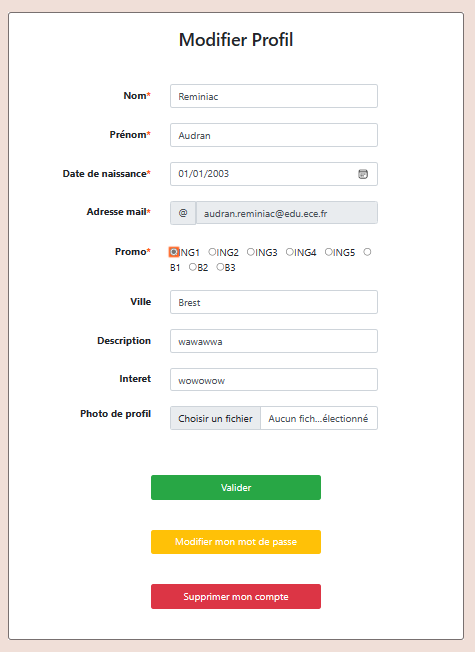 Modifier Profil
Nom* Reminiac
Prénom* Audran
Date de naissance* 01/01/2003
Adresse mail* @ audran.reminiac@edu.ece.fr
Promo* ING1 ING2 ING3 ING4 ING5
B1 B2 B3
Ville Brest
Description wawawwa
Interet wowowow
Photo de profil Choisir un fichier Aucun fich...électionné
Valider
Modifier mon mot de passe
Supprimer mon compte